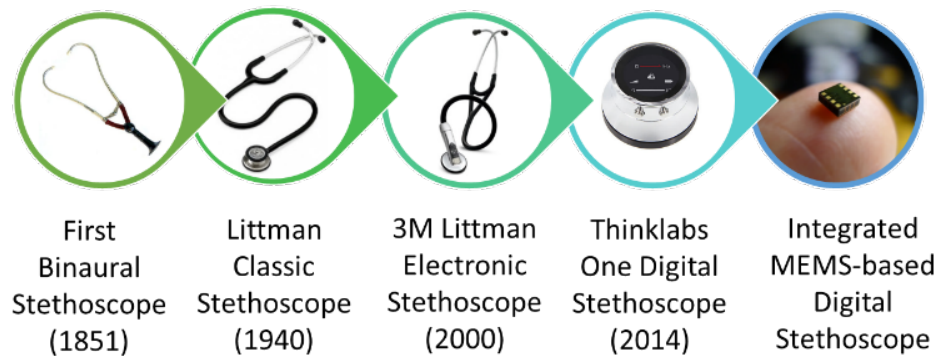 First
Binaural
Stethoscope
(1851)
Littman
Classic
Stethoscope
(1940)
3M Littman
Electronic
Stethoscope
(2000)
Thinklabs
One Digital
Stethoscope
(2014)
Integrated
MEMS-based
Digital
Stethoscope